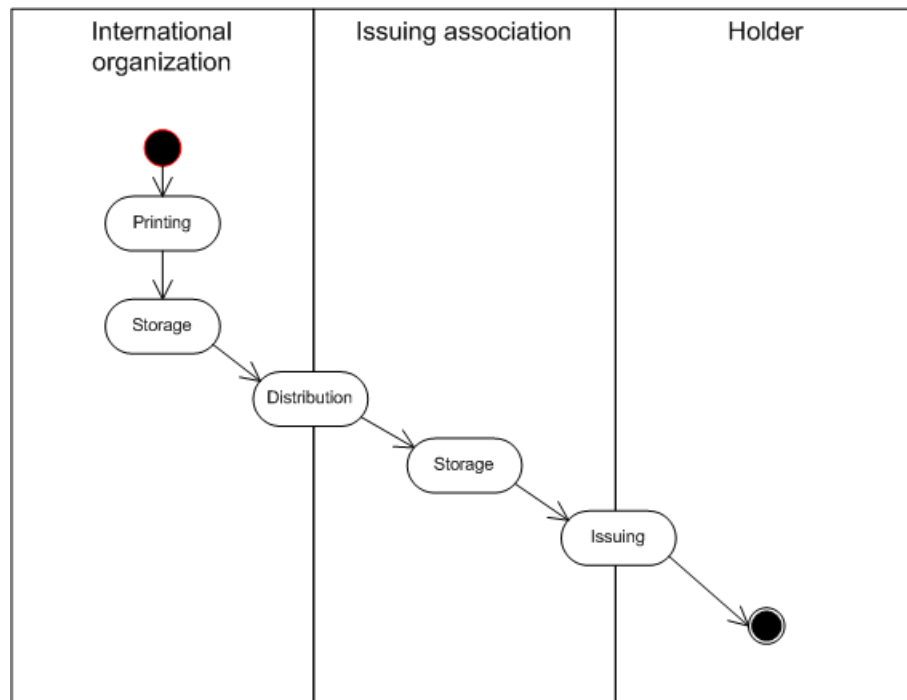 International
organization
Issuing association
Holder
Printing
Storage
Distribution
Storage
Issuing